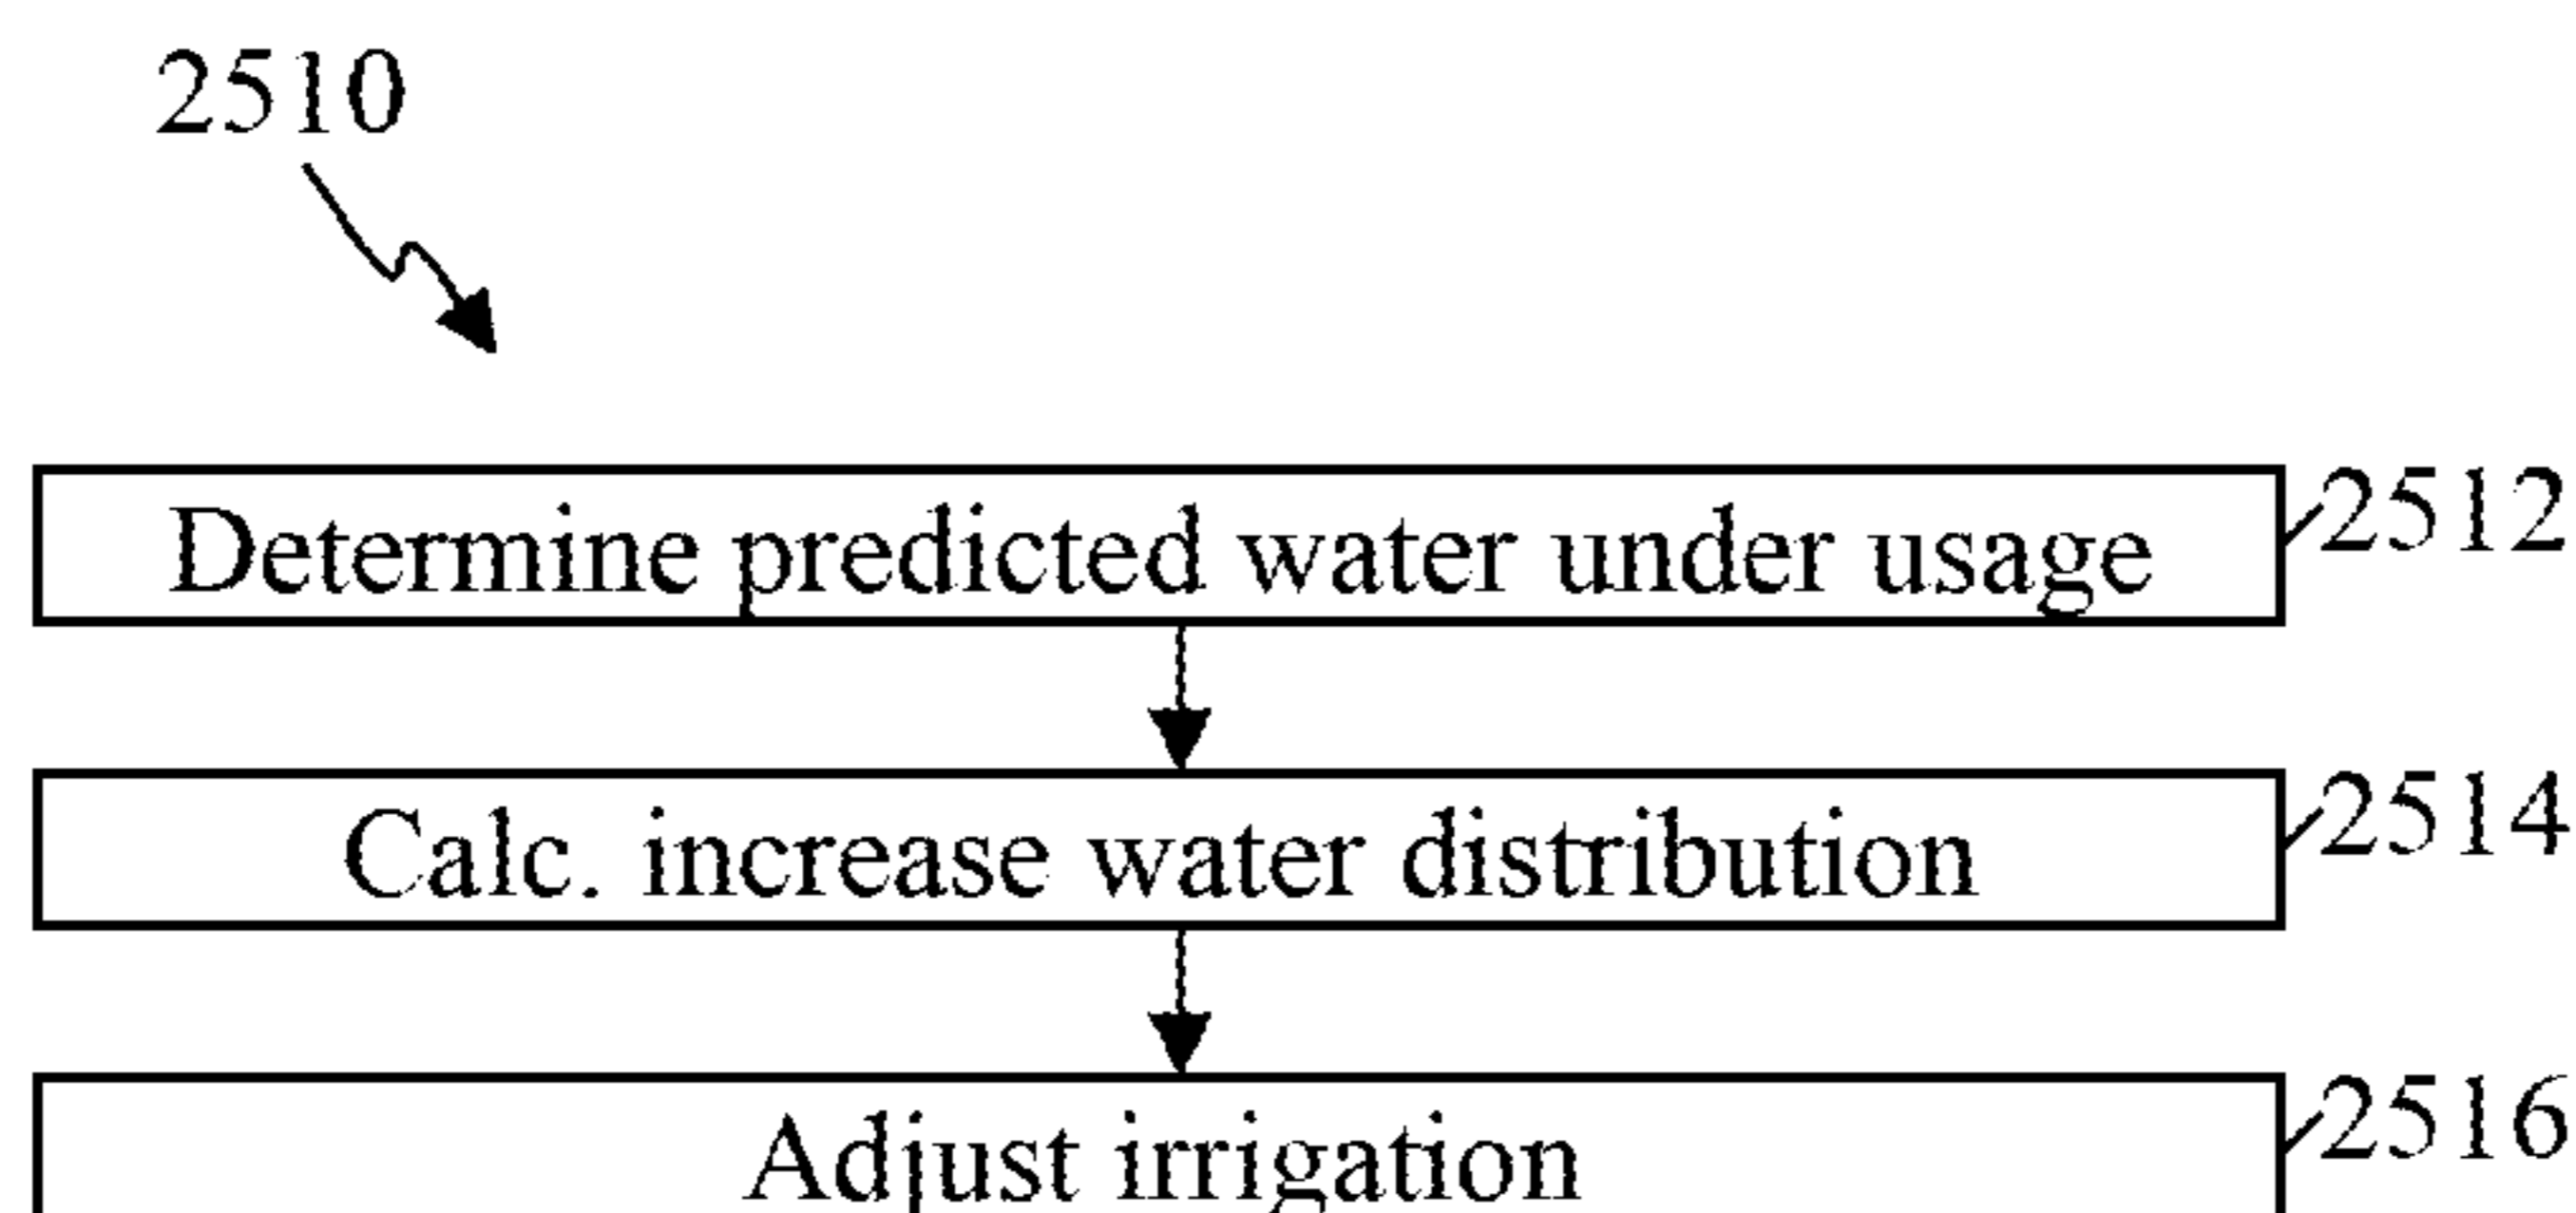 2510
Determine predicted water under usage
2512
Calc. increase water distribution
2514
Adjust irrigation
2516